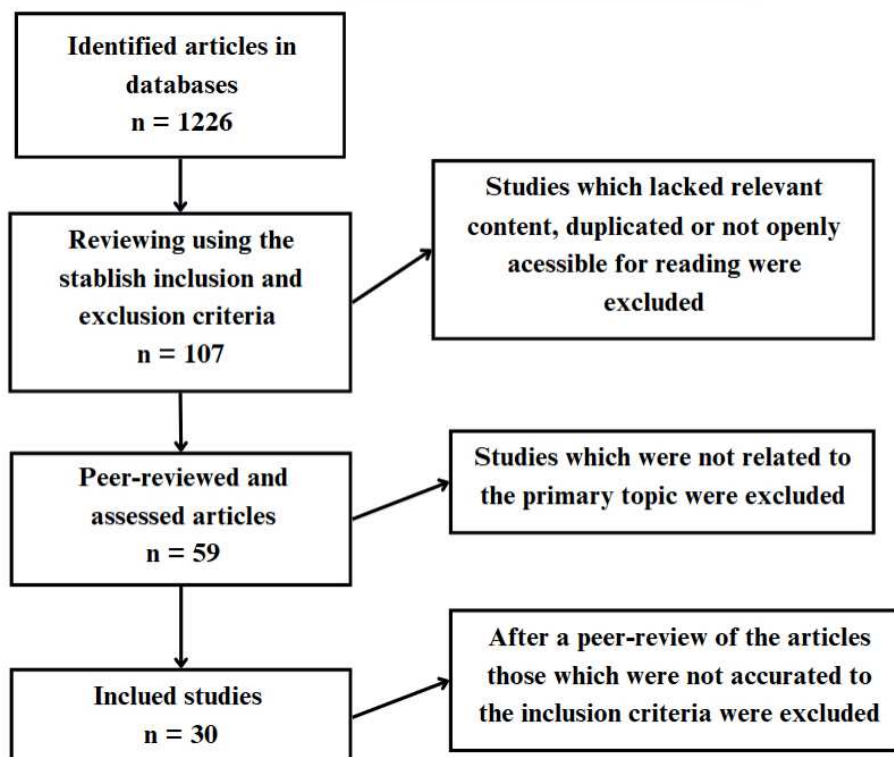 Identified articles in
databases
n = 1226
Studies which lacked relevant
content, duplicated or not openly
acessible for reading were
excluded
Reviewing using the
stablish inclusion and
exclusion criteria
n = 107
Peer-reviewed and
assessed articles
n = 59
Studies which were not related to
the primary topic were excluded
After a peer-review of the articles
those which were not accurated to
the inclusion criteria were excluded
Inclued studies
n = 30